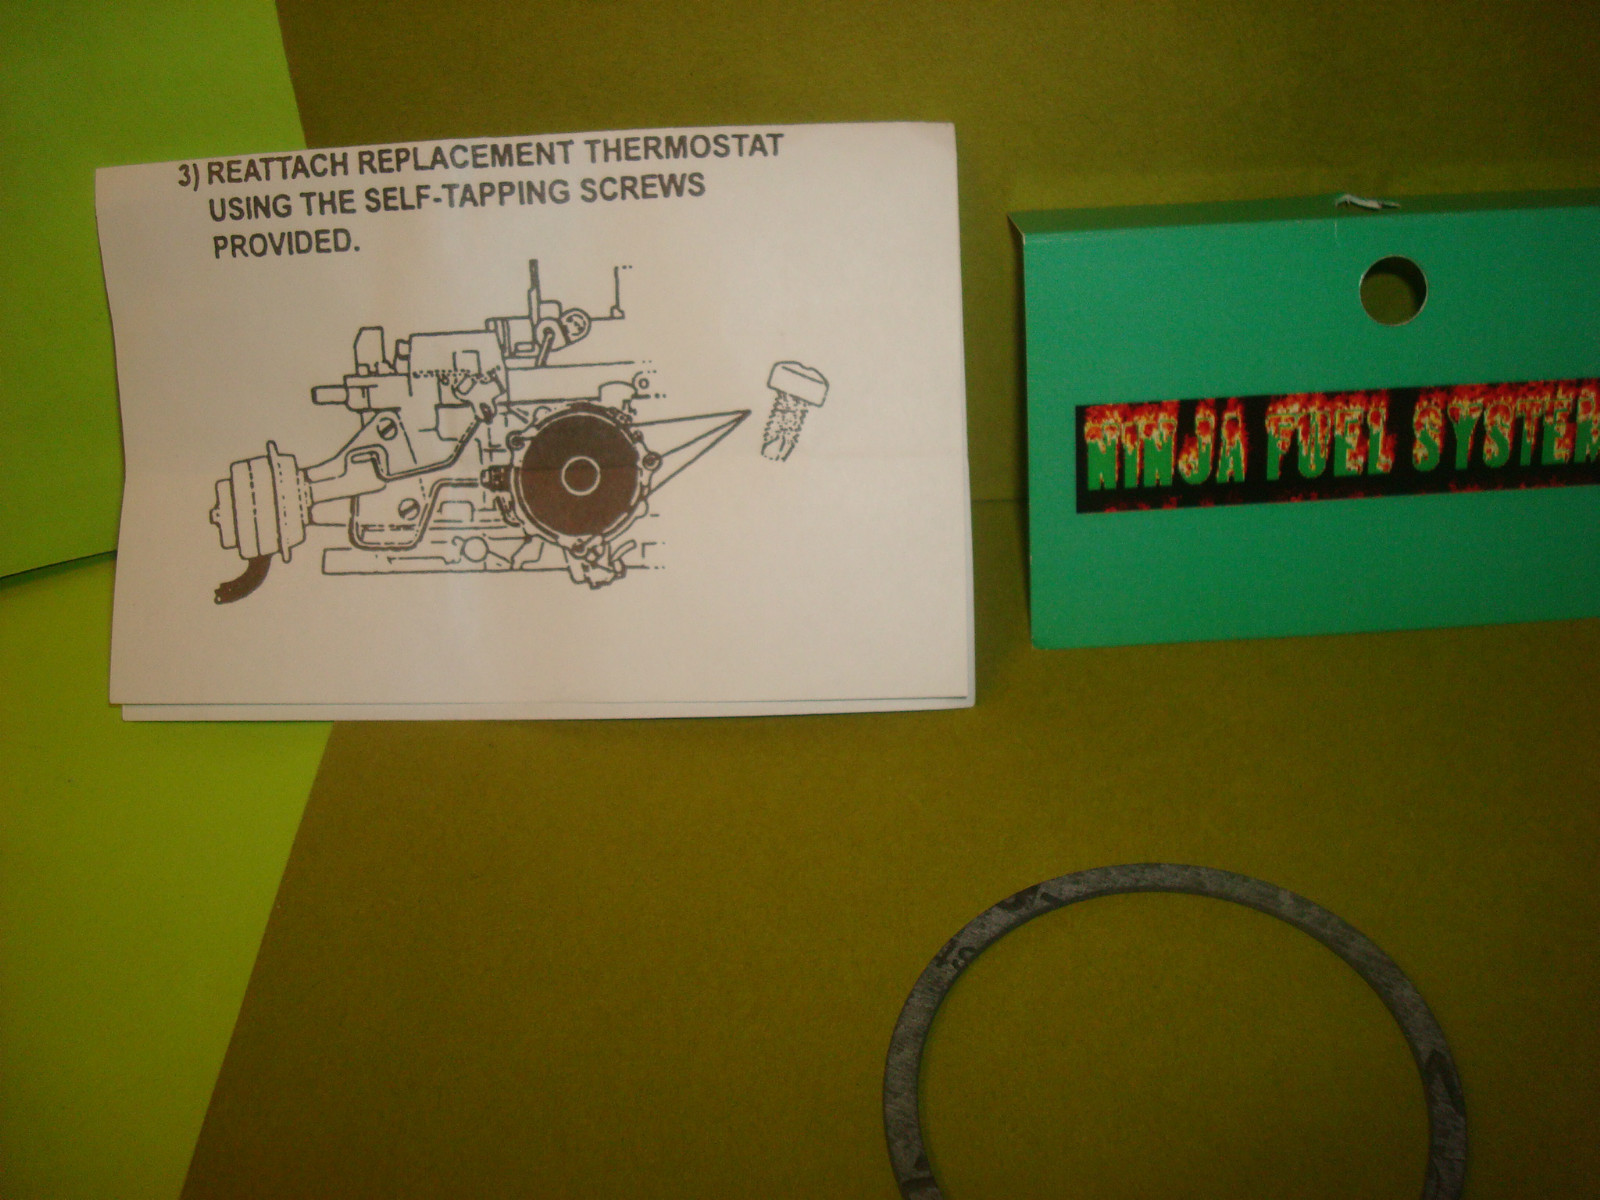 3) REATTACH REPLACEMENT THERMOSTAT
USING THE SELF-TAPPING SCREWS
PROVIDED.
NINJA FUEL SYSTEM